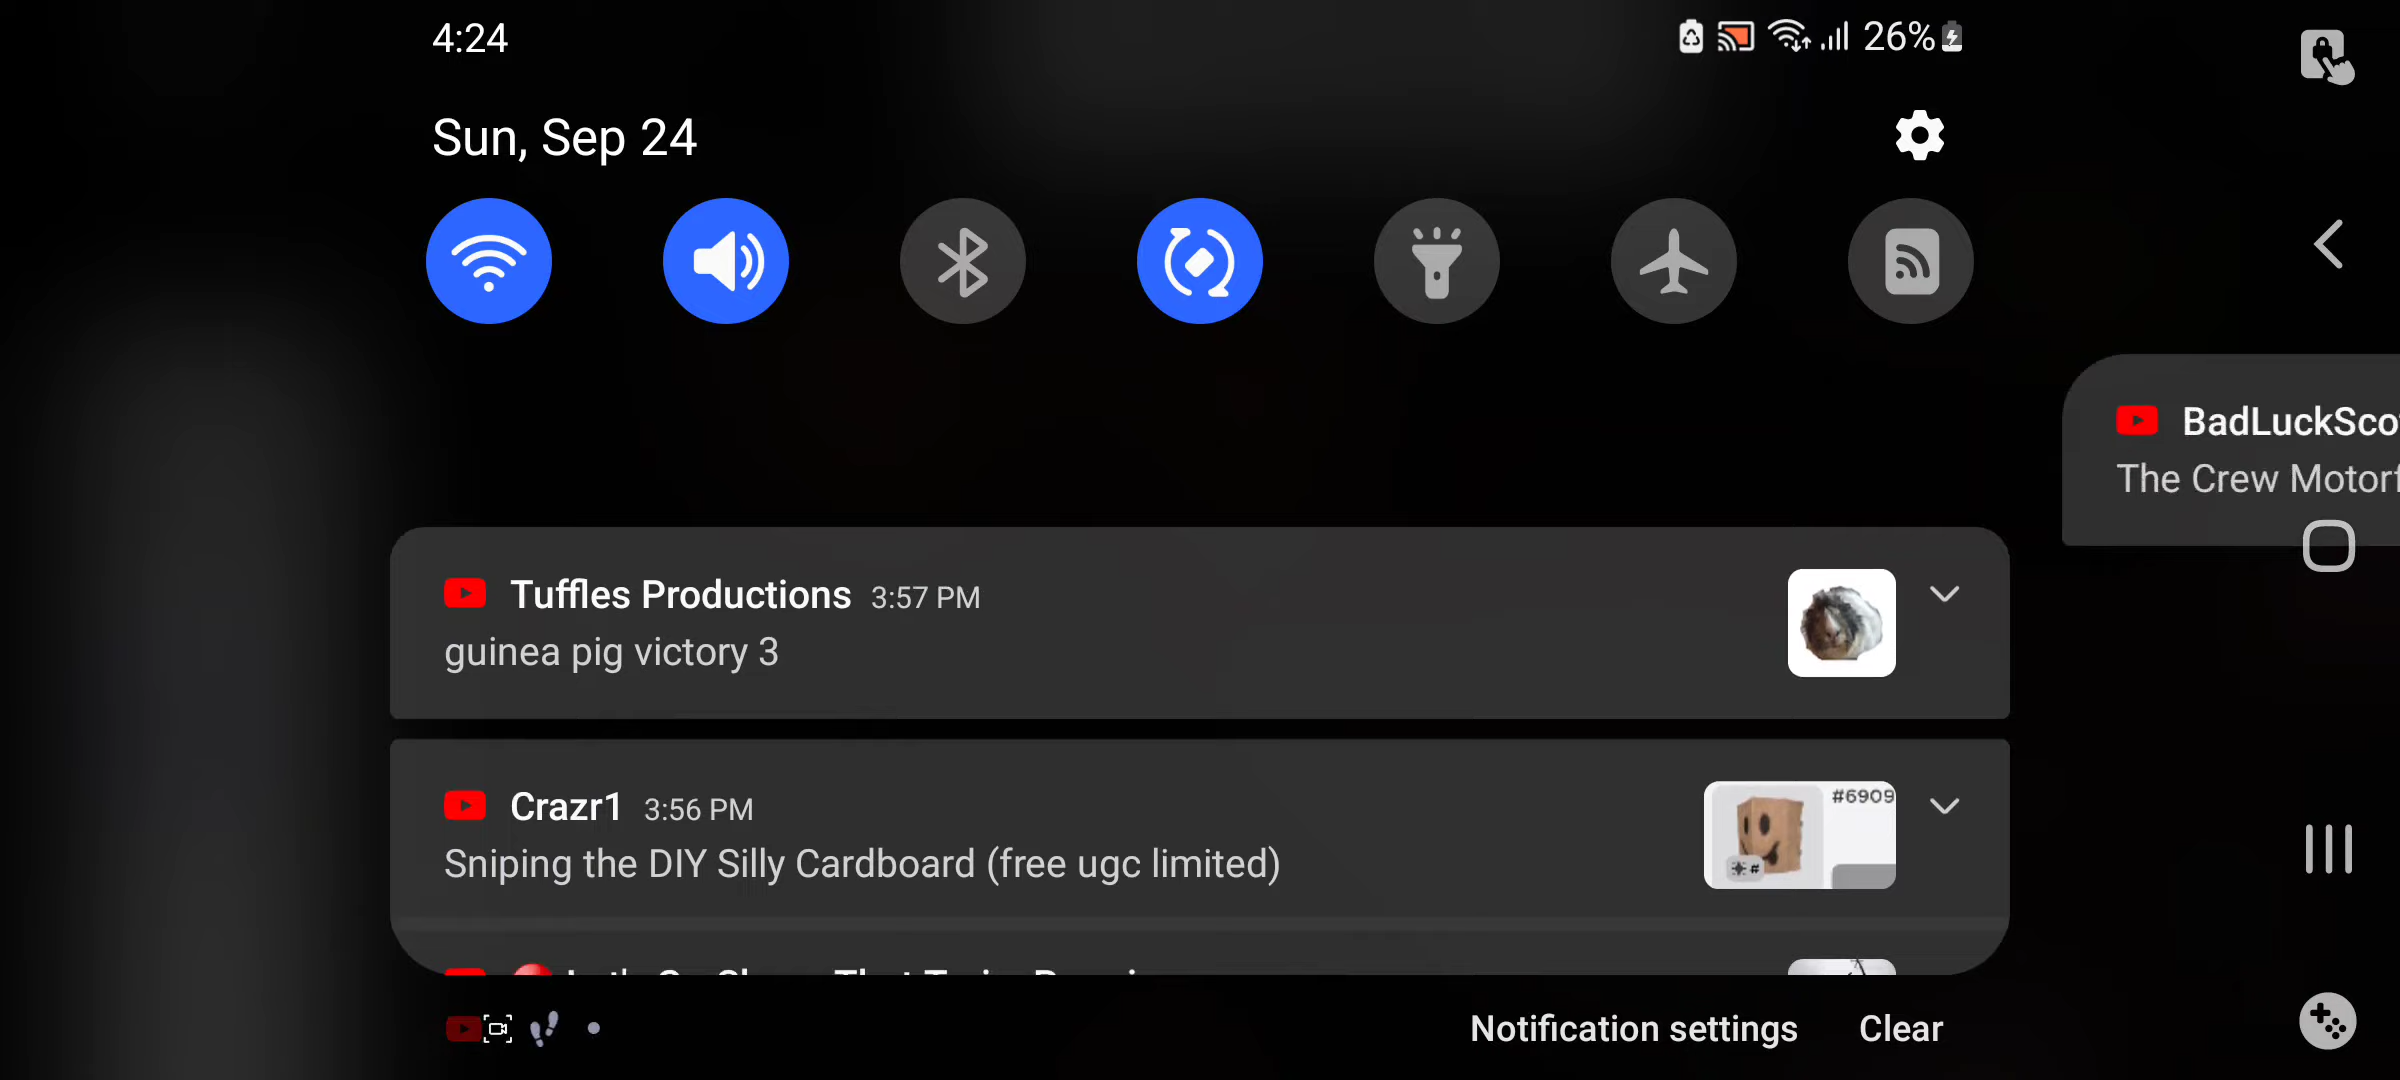 4:24
26%
Sun, Sep 24
BadLuckSco
The Crew Motorf
Tuffles Productions 3:57 PM
guinea pig victory 3
Crazr1 3:56 PM
#6909
Sniping the DIY Silly Cardboard (free ugc limited)
Notification settings
Clear